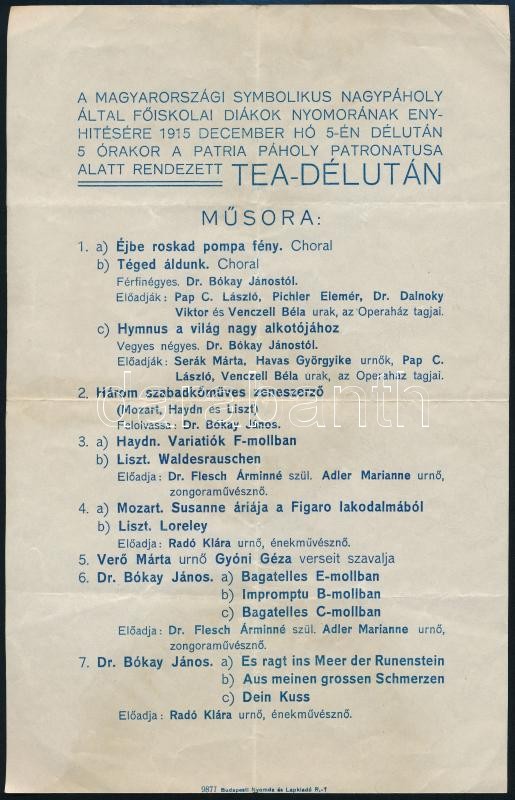 A MAGYARORSZÁGI SYMBOLIKUS NAGYPÁHOLY
ÁLTAL FŐISKOLAI DIÁKOK NYOMORÁNAK ENY-
HITÉSÉRE 1915 DECEMBER HÓ 5-ÉN DÉLUTÁN
5 ÓRAKOR A PATRIA PÁHOLY PATRONATUSA
ALATT RENDEZETT TEA-DÉLUTÁN
MŰSORA:
1. a) Éjbe roskad pompa fény. Choral
b) Téged áldunk. Choral
Férfinégyes. Dr. Bókay Jánostól.
Előadják: Pap C. László, Pichler Elemér, Dr. Dalnoky
Viktor és Venczell Béla urak, az Operaház tagjai.
c) Hymnus a világ nagy alkotójához
Vegyes négyes. Dr. Bókay Jánostól.
Előadják: Serák Márta, Havas Györgyike urnők, Pap C.
László, Venczell Béla urak, az Operaház tagjai.
2. Három szabadkőműves zeneszerző
(Mozart, Haydn és Liszt)
Felolvassa: Dr. Bókay János.
3. a) Haydn. Variatiók F-mollban
b) Liszt. Waldesrauschen
Előadja: Dr. Flesch Árminné szül. Adler Marianne urnő,
zongoraművésznő.
4. a) Mozart. Susanne áriája a Figaro lakodalmából
b) Liszt. Loreley
Előadja: Radó Klára urnő, énekművésznő.
5. Verő Márta urnő Gyóni Géza verseit szavalja
6. Dr. Bókay János. a) Bagatelles E-mollban
b) Impromptu B-mollban
c) Bagatelles C-mollban
Előadja: Dr. Flesch Árminné szül. Adler Marianne urnő,
zongoraművésznő.
7. Dr. Bókay János. a) Es ragt ins Meer der Runenstein
b) Aus meinen grossen Schmerzen
c) Dein Kuss
Előadja: Radó Klára urnő, énekművésznő.
9877 Budapesti Nyomda és Lapkiadó R.-T
darabanth